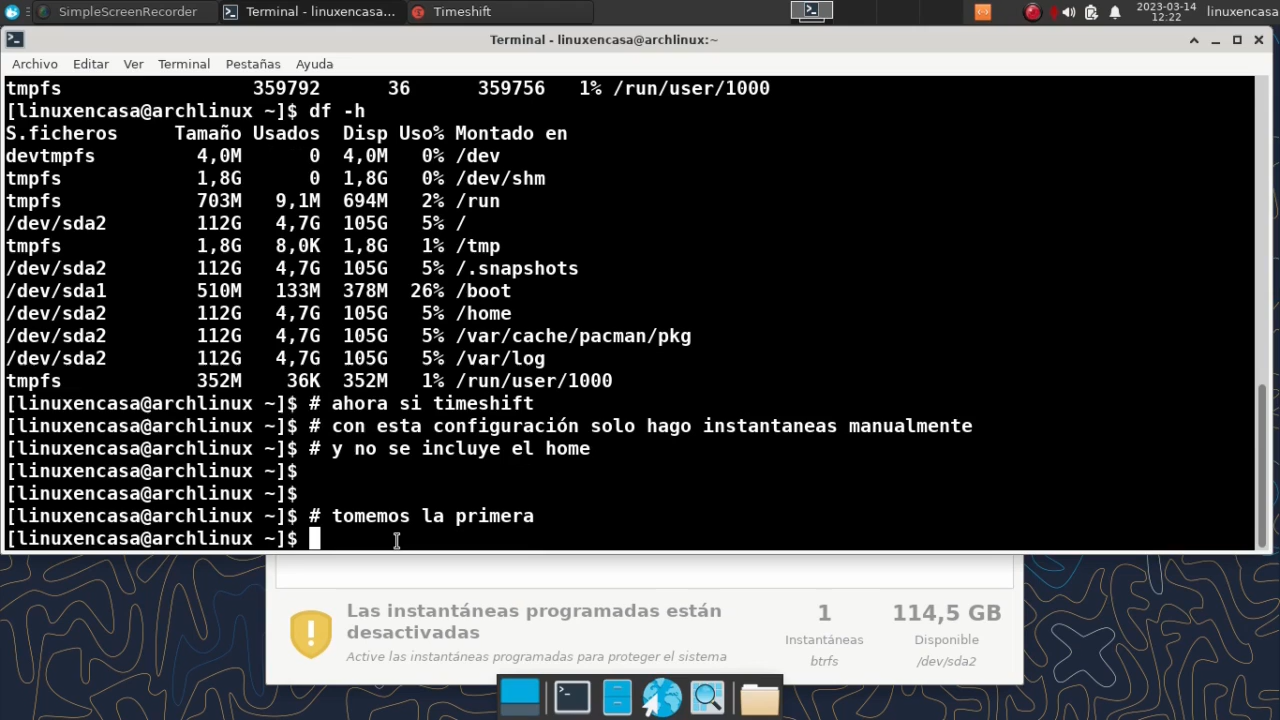 SimpleScreenRecorder
Terminal - linuxencasa...
Timeshift
2023-03-14
12:22
linuxencasa
Terminal - linuxencasa@archlinux:~
Archivo Editar Ver Terminal Pestañas Ayuda
tmpfs 359792 36 359756 1% /run/user/1000
[linuxencasa@archlinux ~]$ df -h
S.ficheros Tamaño Usados Disp Uso% Montado en
devtmpfs 4,0M 0 4,0M 0% /dev
tmpfs 1,8G 0 1,8G 0% /dev/shm
tmpfs 703M 9,1M 694M 2% /run
/dev/sda2 112G 4,7G 105G 5% /
tmpfs 1,8G 8,0K 1,8G 1% /tmp
/dev/sda2 112G 4,7G 105G 5% /.snapshots
/dev/sda1 510M 133M 378M 26% /boot
/dev/sda2 112G 4,7G 105G 5% /home
/dev/sda2 112G 4,7G 105G 5% /var/cache/pacman/pkg
/dev/sda2 112G 4,7G 105G 5% /var/log
tmpfs 352M 36K 352M 1% /run/user/1000
[linuxencasa@archlinux ~]$ # ahora si timeshift
[linuxencasa@archlinux ~]$ # con esta configuración solo hago instantaneas manualmente
[linuxencasa@archlinux ~]$ # y no se incluye el home
[linuxencasa@archlinux ~]$
[linuxencasa@archlinux ~]$
[linuxencasa@archlinux ~]$ # tomemos la primera
[linuxencasa@archlinux ~]$
Las instantáneas programadas están
desactivadas
Active las instantáneas programadas para proteger el sistema
1
Instantáneas
btrfs
114,5 GB
Disponible
/dev/sda2